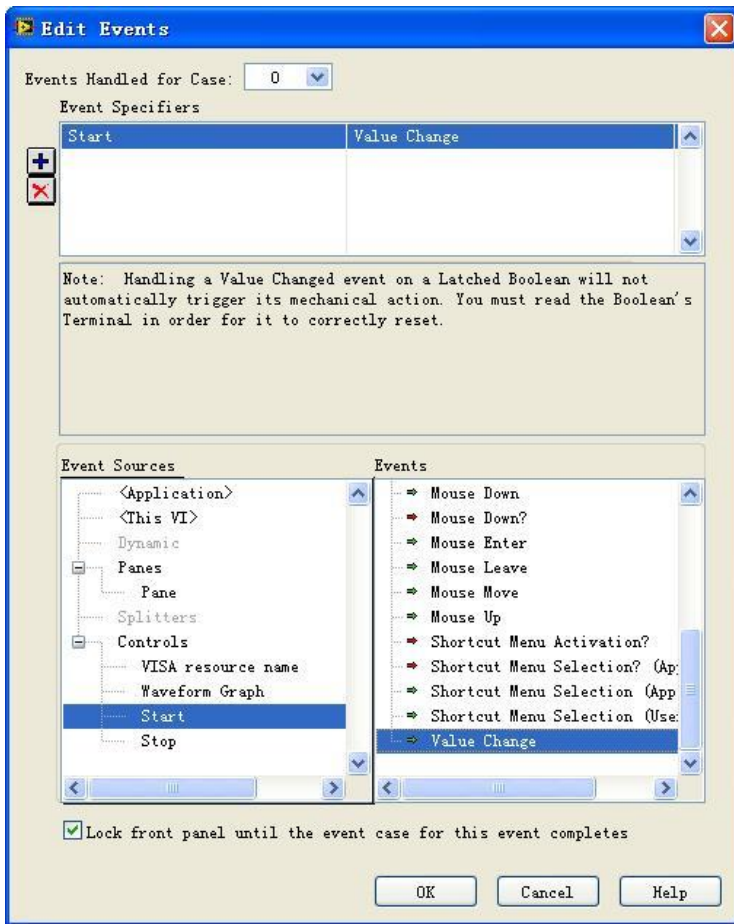 Edit Events
Events Handled for Case: 0
Event Specifiers
Start Value Change
Note: Handling a Value Changed event on a Latched Boolean will not
automatically trigger its mechanical action. You must read the Boolean's
Terminal in order for it to correctly reset.
Event Sources
<Application>
<This VI>
Dynamic
Panes
Pane
Splitters
Controls
VISA resource name
Waveform Graph
Start
Stop
Events
Mouse Down
Mouse Down?
Mouse Enter
Mouse Leave
Mouse Move
Mouse Up
Shortcut Menu Activation?
Shortcut Menu Selection? (Ap
Shortcut Menu Selection (App
Shortcut Menu Selection (Use
Value Change
Lock front panel until the event case for this event completes
OK Cancel Help